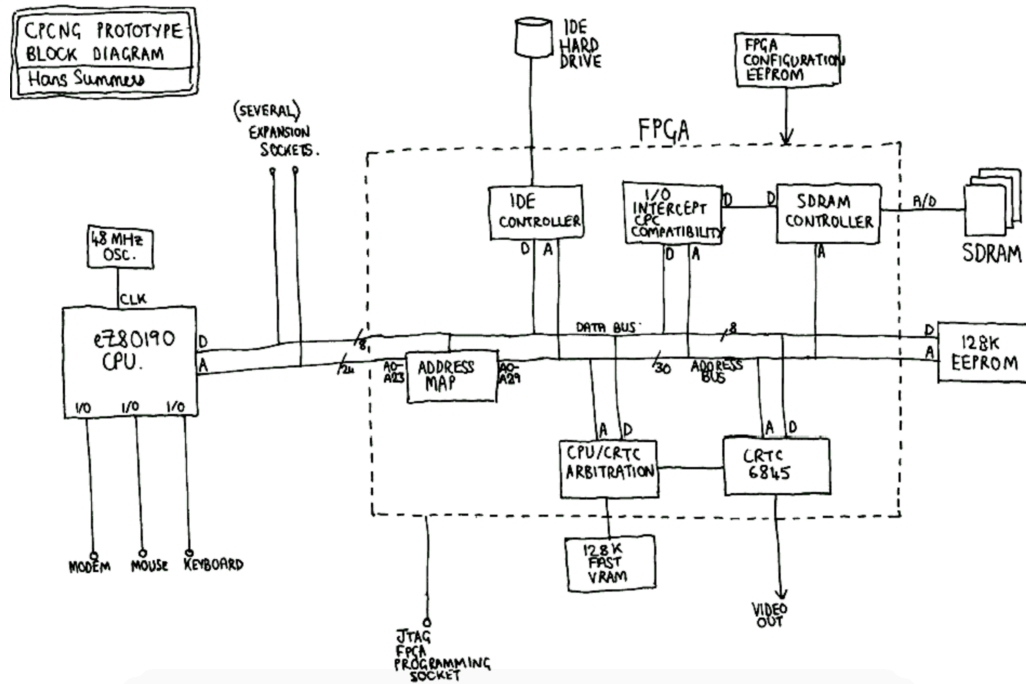 CPCNG PROTOTYPE
BLOCK DIAGRAM
Hans Summers
IDE
HARD
DRIVE
FPGA
CONFIGURATION
EEPROM
(SEVERAL)
EXPANSION
SOCKETS.
FPGA
IDE
CONTROLLER
D A
I/O
INTERCEPT
CPC
COMPATIBILITY
D
D A
D
SDRAM
CONTROLLER
A
A/D
SDRAM
48 MHz
OSC.
CLK
eZ80190
CPU.
D
A
I/O I/O I/O
8
24
DATA BUS
8
A0-
A23
ADDRESS
MAP
A0-
A29
30
ADDRESS
BUS
D
A
128K
EEPROM
A D
CPU/CRTC
ARBITRATION
A D
CRTC
6845
MODEM
MOUSE
KEYBOARD
128K
FAST
VRAM
VIDEO
OUT
JTAG
FPGA
PROGRAMMING
SOCKET